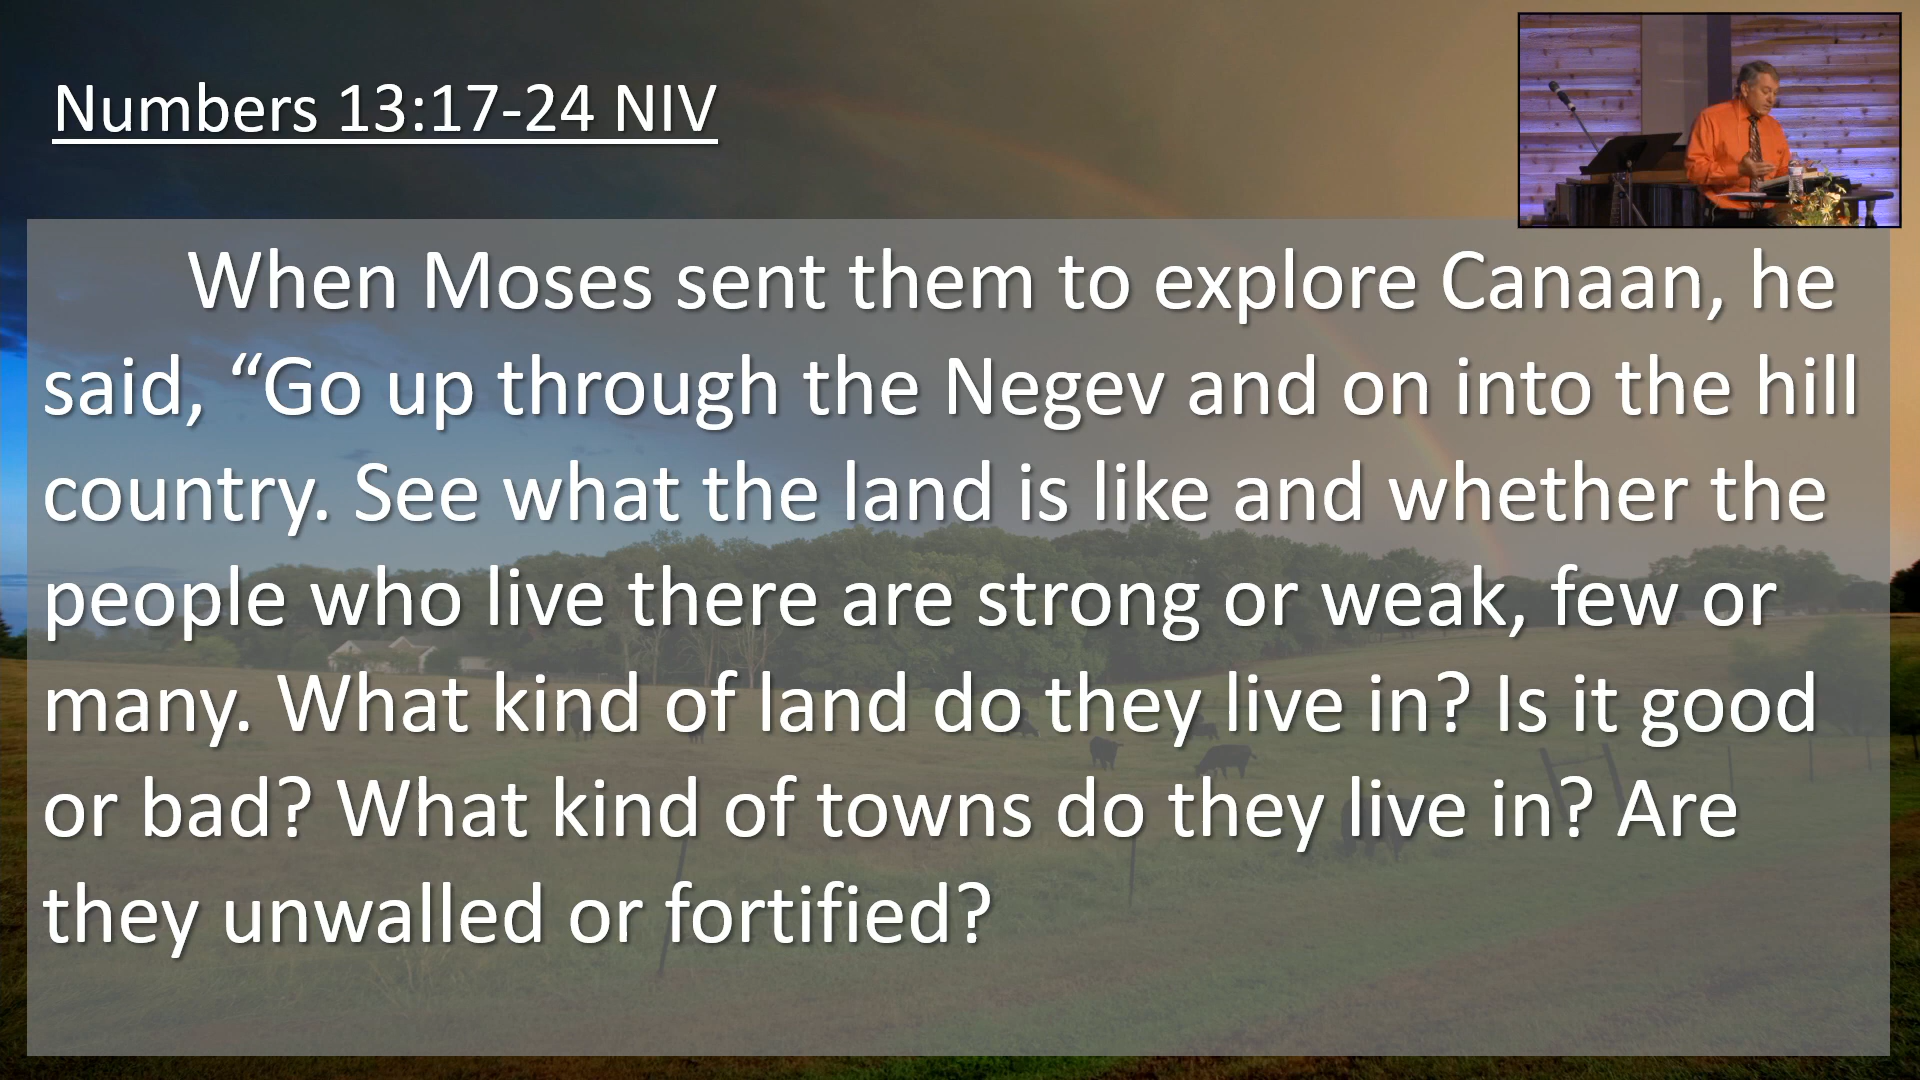 Numbers 13:17-24 NIV
When Moses sent them to explore Canaan, he
said, “Go up through the Negev and on into the hill
country. See what the land is like and whether the
people who live there are strong or weak, few or
many. What kind of land do they live in? Is it good
or bad? What kind of towns do they live in? Are
they unwalled or fortified?